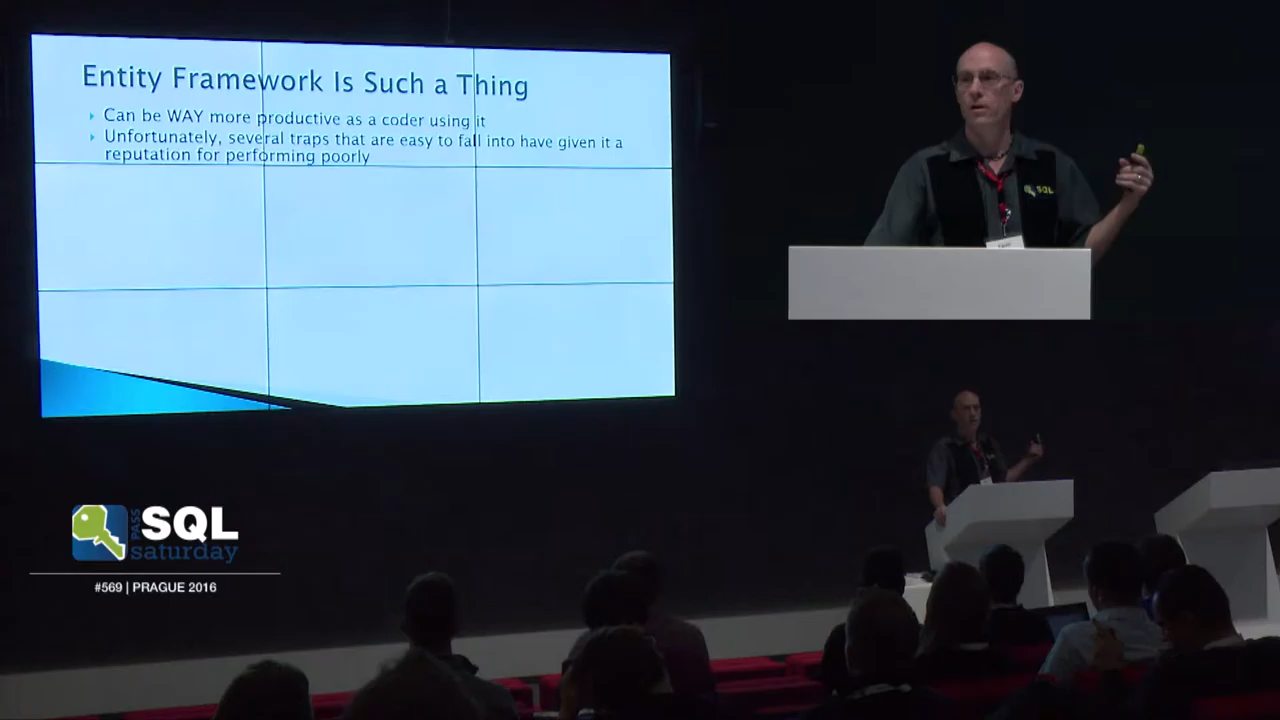 Entity Framework Is Such a Thing
Can be WAY more productive as a coder using it
Unfortunately, several traps that are easy to fall into have given it a
reputation for performing poorly
SQL
PASS
SQL
saturday
#569 | PRAGUE 2016